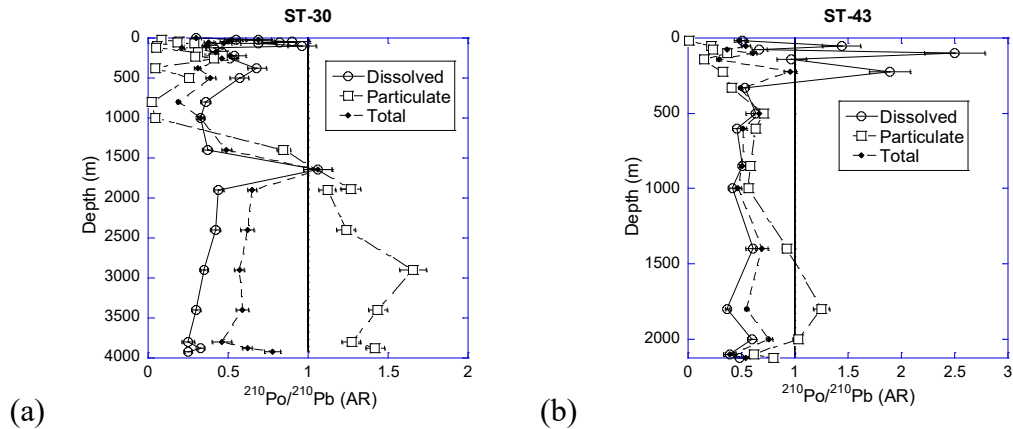 ST-30
0
500
1000
1500
2000
2500
3000
3500
4000
Depth (m)
Dissolved
Particulate
Total
0 0.5 1 1.5 2
²¹⁰Po/²¹⁰Pb (AR)
(a)
ST-43
0
500
1000
1500
2000
Depth (m)
Dissolved
Particulate
Total
0 0.5 1 1.5 2 2.5 3
²¹⁰Po/²¹⁰Pb (AR)
(b)